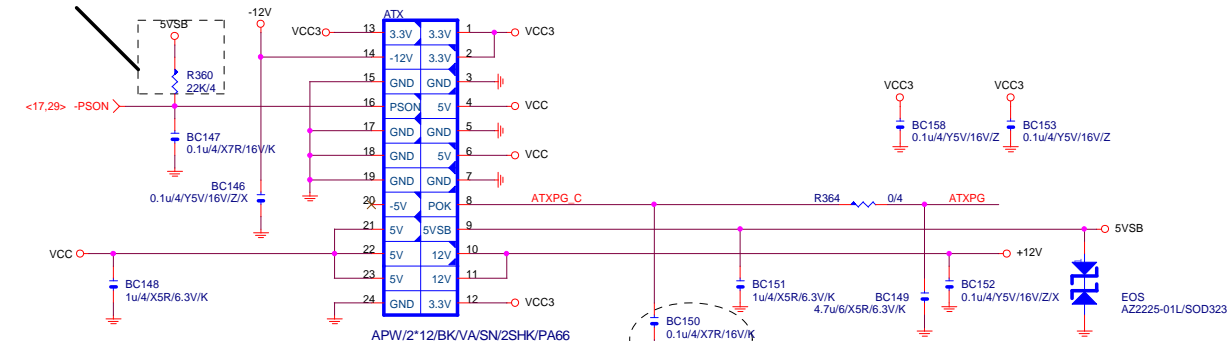 5VSB
-12V
ATX
VCC3
13
3.3V
3.3V
1
VCC3
14
-12V
3.3V
2
R360
22K/4
15
GND
GND
3
<17,29>
-PSON
16
PSON
5V
4
VCC
17
GND
GND
5
BC147
0.1u/4/X7R/16V/K
18
GND
5V
6
VCC
BC146
0.1u/4/Y5V/16V/Z/X
19
GND
GND
7
20
-5V
POK
8
ATXPG_C
R364
0/4
ATXPG
VCC3
VCC3
BC158
0.1u/4/Y5V/16V/Z
BC153
0.1u/4/Y5V/16V/Z
21
5V
5VSB
9
5VSB
VCC
22
5V
12V
10
+12V
23
5V
12V
11
BC148
1u/4/X5R/6.3V/K
BC151
1u/4/X5R/6.3V/K
BC149
4.7u/6/X5R/6.3V/K
BC152
0.1u/4/Y5V/16V/Z/X
EOS
AZ2225-01L/SOD323
24
GND
3.3V
12
VCC3
BC150
0.1u/4/X7R/16V/K
APW/2*12/BK/VA/SN/2SHK/PA66